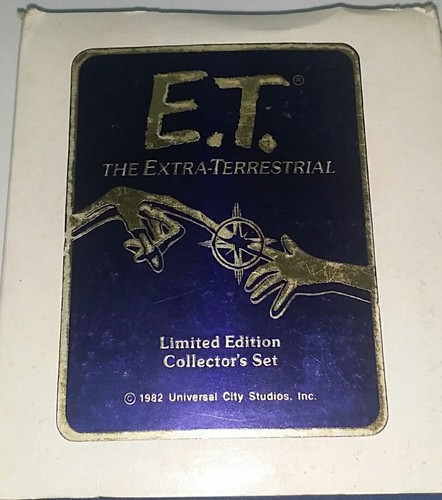 E.T.®
THE EXTRA-TERRESTRIAL
Limited Edition
Collector's Set
© 1982 Universal City Studios, Inc.